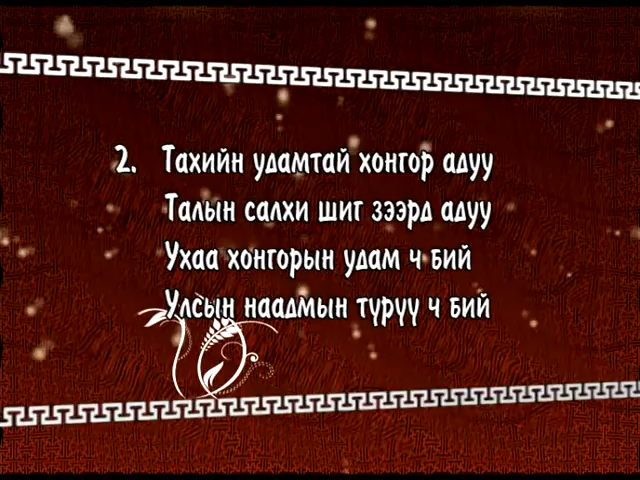 2. Тахийн удамтай хонгор адуу
Талын салхи шиг зээрд адуу
Ухаа хонгорын удам ч бий
Улсын наадмын түрүү ч бий